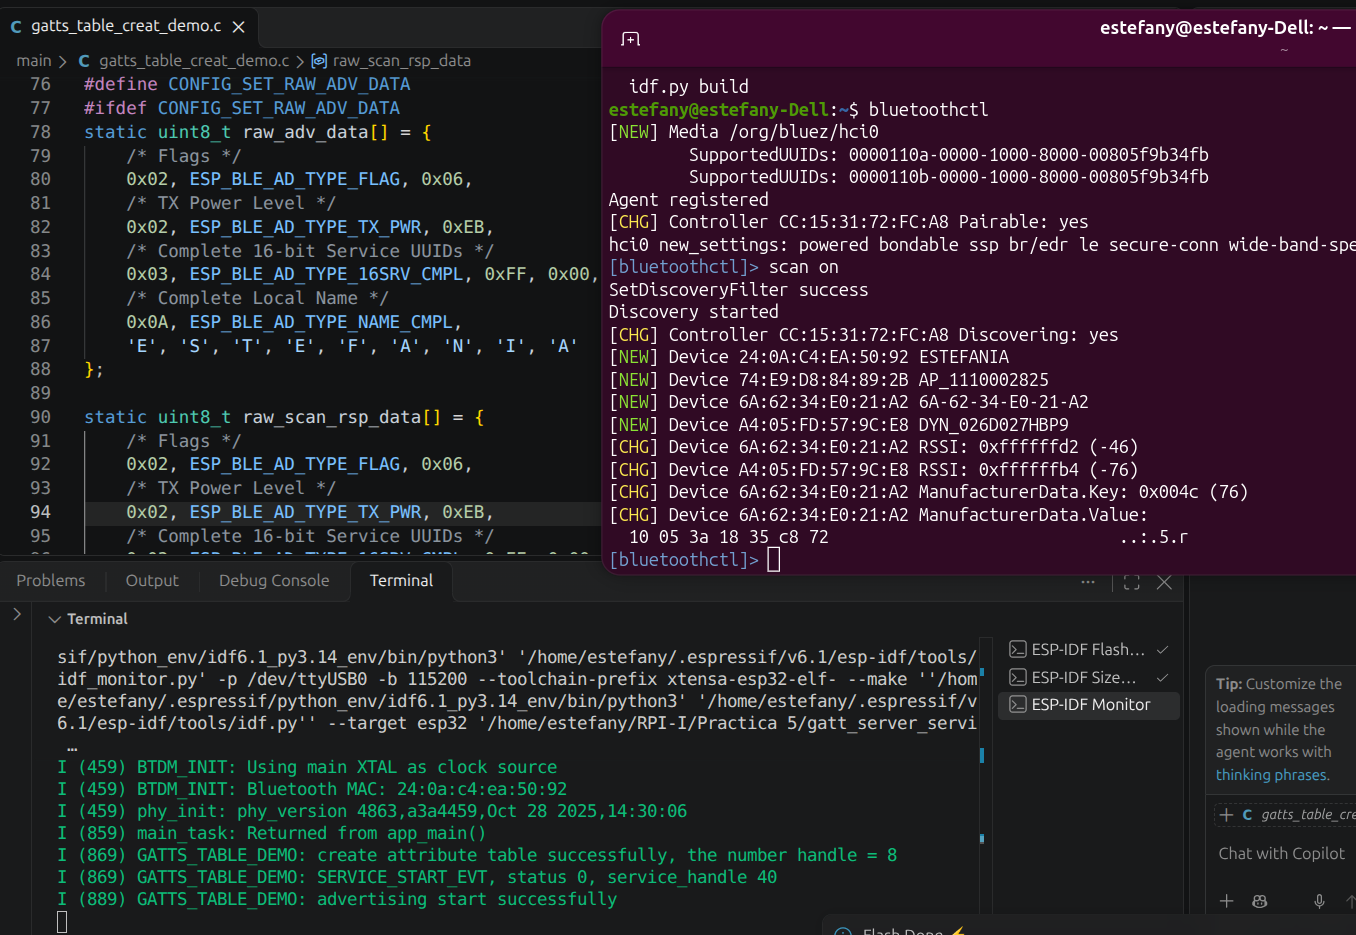 gatts_table_creat_demo.c
main > C gatts_table_creat_demo.c > raw_scan_rsp_data
76 #define CONFIG_SET_RAW_ADV_DATA
77 #ifdef CONFIG_SET_RAW_ADV_DATA
78 static uint8_t raw_adv_data[] = {
79 /* Flags */
80 0x02, ESP_BLE_AD_TYPE_FLAG, 0x06,
81 /* TX Power Level */
82 0x02, ESP_BLE_AD_TYPE_TX_PWR, 0xEB,
83 /* Complete 16-bit Service UUIDs */
84 0x03, ESP_BLE_AD_TYPE_16SRV_CMPL, 0xFF, 0x00,
85 /* Complete Local Name */
86 0x0A, ESP_BLE_AD_TYPE_NAME_CMPL,
87 'E', 'S', 'T', 'E', 'F', 'A', 'N', 'I', 'A'
88 };
89
90 static uint8_t raw_scan_rsp_data[] = {
91 /* Flags */
92 0x02, ESP_BLE_AD_TYPE_FLAG, 0x06,
93 /* TX Power Level */
94 0x02, ESP_BLE_AD_TYPE_TX_PWR, 0xEB,
95 /* Complete 16-bit Service UUIDs */
estefany@estefany-Dell: ~ —
~
idf.py build
estefany@estefany-Dell:~$ bluetoothctl
[NEW] Media /org/bluez/hci0
SupportedUUIDs: 0000110a-0000-1000-8000-00805f9b34fb
SupportedUUIDs: 0000110b-0000-1000-8000-00805f9b34fb
Agent registered
[CHG] Controller CC:15:31:72:FC:A8 Pairable: yes
hci0 new_settings: powered bondable ssp br/edr le secure-conn wide-band-spe
[bluetoothctl]> scan on
SetDiscoveryFilter success
Discovery started
[CHG] Controller CC:15:31:72:FC:A8 Discovering: yes
[NEW] Device 24:0A:C4:EA:50:92 ESTEFANIA
[NEW] Device 74:E9:D8:84:89:2B AP_1110002825
[NEW] Device 6A:62:34:E0:21:A2 6A-62-34-E0-21-A2
[NEW] Device A4:05:FD:57:9C:E8 DYN_026D027HBP9
[CHG] Device 6A:62:34:E0:21:A2 RSSI: 0xffffffd2 (-46)
[CHG] Device A4:05:FD:57:9C:E8 RSSI: 0xffffffb4 (-76)
[CHG] Device 6A:62:34:E0:21:A2 ManufacturerData.Key: 0x004c (76)
[CHG] Device 6A:62:34:E0:21:A2 ManufacturerData.Value:
10 05 3a 18 35 c8 72 ..:.5.r
[bluetoothctl]>
Problems Output Debug Console Terminal
Terminal
sif/python_env/idf6.1_py3.14_env/bin/python3' '/home/estefany/.espressif/v6.1/esp-idf/tools/
idf_monitor.py' -p /dev/ttyUSB0 -b 115200 --toolchain-prefix xtensa-esp32-elf- --make ''/hom
e/estefany/.espressif/python_env/idf6.1_py3.14_env/bin/python3' '/home/estefany/.espressif/v
6.1/esp-idf/tools/idf.py'' --target esp32 '/home/estefany/RPI-I/Practica 5/gatt_server_servi
…
I (459) BTDM_INIT: Using main XTAL as clock source
I (459) BTDM_INIT: Bluetooth MAC: 24:0a:c4:ea:50:92
I (459) phy_init: phy_version 4863,a3a4459,Oct 28 2025,14:30:06
I (859) main_task: Returned from app_main()
I (869) GATTS_TABLE_DEMO: create attribute table successfully, the number handle = 8
I (869) GATTS_TABLE_DEMO: SERVICE_START_EVT, status 0, service_handle 40
I (889) GATTS_TABLE_DEMO: advertising start successfully
ESP-IDF Flash...
ESP-IDF Size...
ESP-IDF Monitor
Tip: Customize the
loading messages
shown while the
agent works with
thinking phrases.
+ C gatts_table_cre
Chat with Copilot
Flash Done ⚡